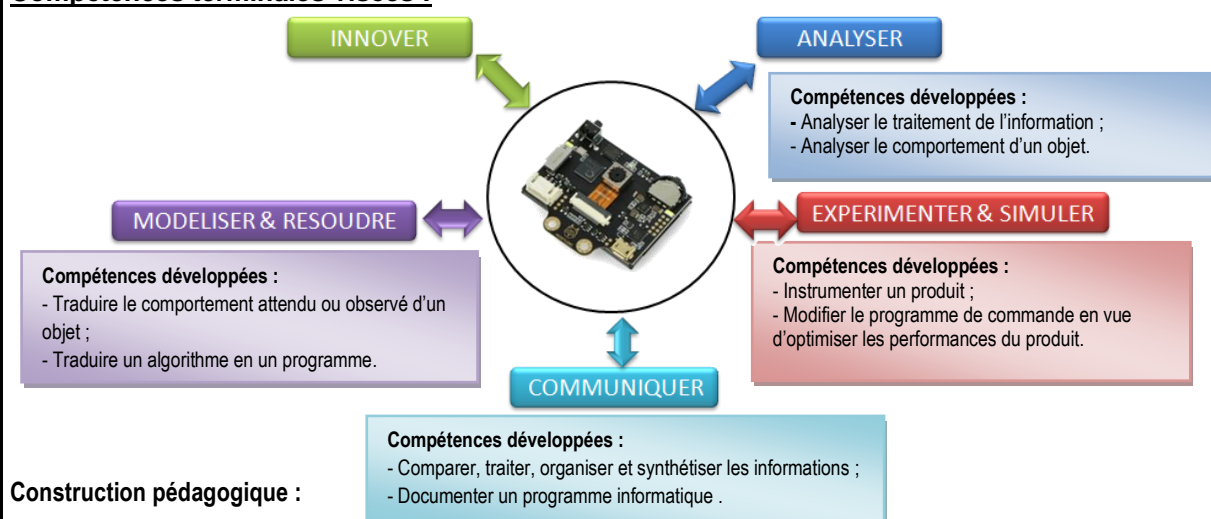 Compétences terminales visées :
INNOVER
ANALYSER
Compétences développées :
- Analyser le traitement de l’information ;
- Analyser le comportement d’un objet.
MODELISER & RESOUDRE
EXPERIMENTER & SIMULER
Compétences développées :
- Traduire le comportement attendu ou observé d’un
objet ;
- Traduire un algorithme en un programme.
Compétences développées :
- Instrumenter un produit ;
- Modifier le programme de commande en vue
d’optimiser les performances du produit.
COMMUNIQUER
Compétences développées :
- Comparer, traiter, organiser et synthétiser les informations ;
- Documenter un programme informatique .
Construction pédagogique :